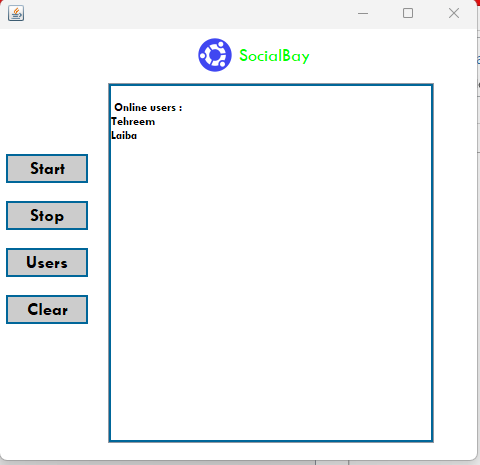 SocialBay
Online users :
Tehreem
Laiba
Start
Stop
Users
Clear